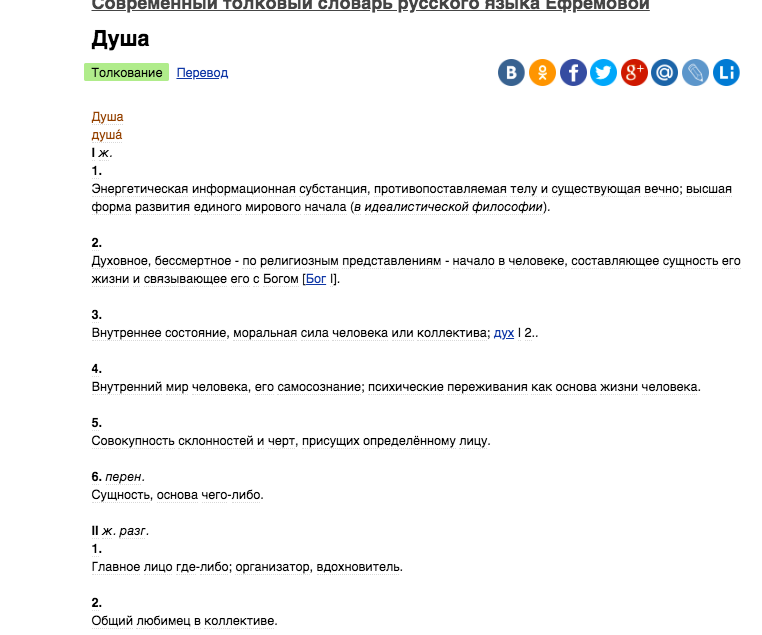 Современный толковый словарь русского языка Ефремовой
Душа
Толкование Перевод
Душа
душа́
I ж.
1.
Энергетическая информационная субстанция, противопоставляемая телу и существующая вечно; высшая
форма развития единого мирового начала (в идеалистической философии).
2.
Духовное, бессмертное - по религиозным представлениям - начало в человеке, составляющее сущность его
жизни и связывающее его с Богом [Бог I].
3.
Внутреннее состояние, моральная сила человека или коллектива; дух I 2..
4.
Внутренний мир человека, его самосознание; психические переживания как основа жизни человека.
5.
Совокупность склонностей и черт, присущих определённому лицу.
6. перен.
Сущность, основа чего-либо.
II ж. разг.
1.
Главное лицо где-либо; организатор, вдохновитель.
2.
Общий любимец в коллективе.